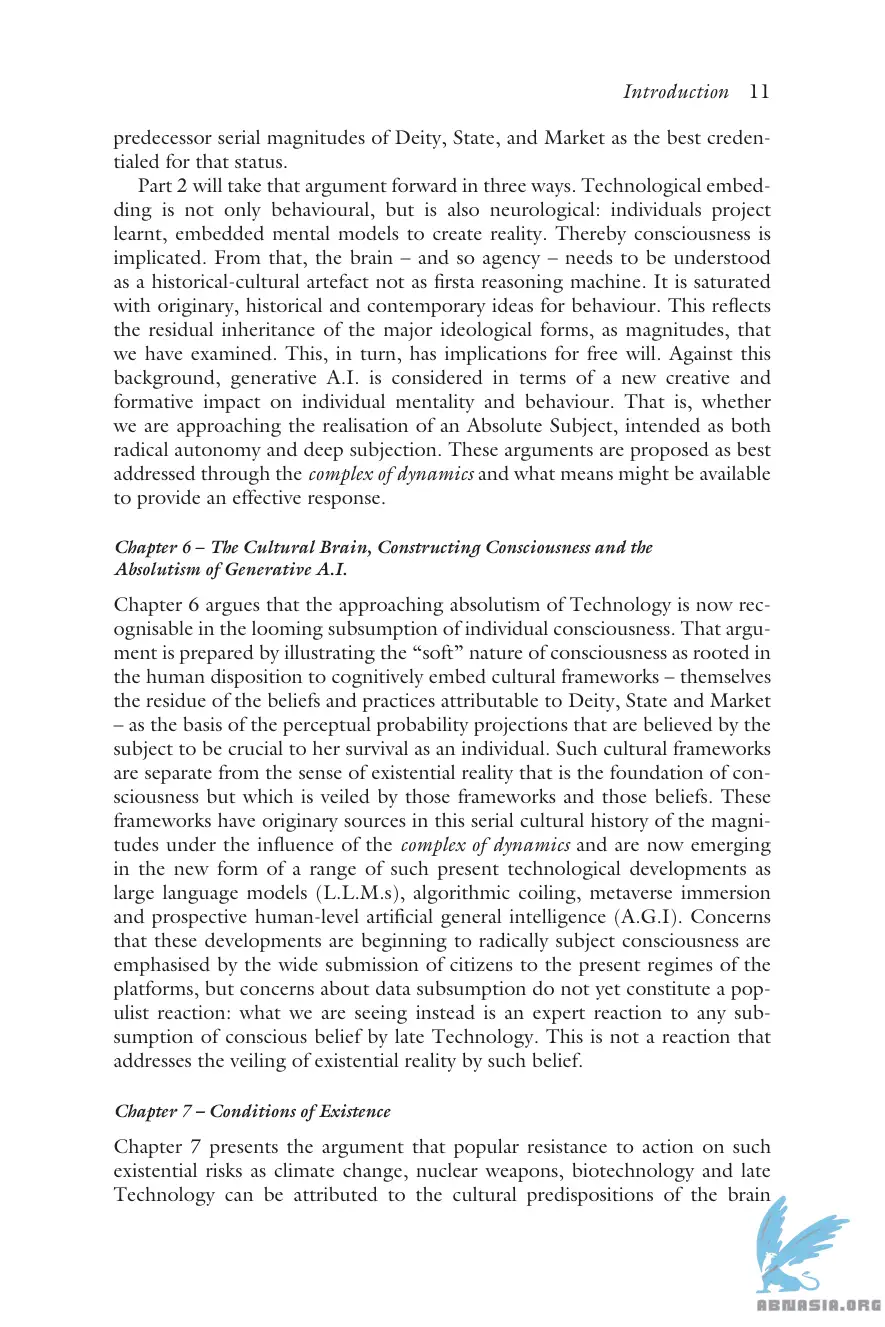 Introduction 11
predecessor serial magnitudes of Deity, State, and Market as the best creden-
tialed for that status.
Part 2 will take that argument forward in three ways. Technological embed-
ding is not only behavioural, but is also neurological: individuals project
learnt, embedded mental models to create reality. Thereby consciousness is
implicated. From that, the brain – and so agency – needs to be understood
as a historical-cultural artefact not as firsta reasoning machine. It is saturated
with originary, historical and contemporary ideas for behaviour. This reflects
the residual inheritance of the major ideological forms, as magnitudes, that
we have examined. This, in turn, has implications for free will. Against this
background, generative A.I. is considered in terms of a new creative and
formative impact on individual mentality and behaviour. That is, whether
we are approaching the realisation of an Absolute Subject, intended as both
radical autonomy and deep subjection. These arguments are proposed as best
addressed through the complex of dynamics and what means might be available
to provide an effective response.
Chapter 6 – The Cultural Brain, Constructing Consciousness and the
Absolutism of Generative A.I.
Chapter 6 argues that the approaching absolutism of Technology is now rec-
ognisable in the looming subsumption of individual consciousness. That argu-
ment is prepared by illustrating the “soft” nature of consciousness as rooted in
the human disposition to cognitively embed cultural frameworks – themselves
the residue of the beliefs and practices attributable to Deity, State and Market
– as the basis of the perceptual probability projections that are believed by the
subject to be crucial to her survival as an individual. Such cultural frameworks
are separate from the sense of existential reality that is the foundation of con-
sciousness but which is veiled by those frameworks and those beliefs. These
frameworks have originary sources in this serial cultural history of the magni-
tudes under the influence of the complex of dynamics and are now emerging
in the new form of a range of such present technological developments as
large language models (L.L.M.s), algorithmic coiling, metaverse immersion
and prospective human-level artificial general intelligence (A.G.I). Concerns
that these developments are beginning to radically subject consciousness are
emphasised by the wide submission of citizens to the present regimes of the
platforms, but concerns about data subsumption do not yet constitute a pop-
ulist reaction: what we are seeing instead is an expert reaction to any sub-
sumption of conscious belief by late Technology. This is not a reaction that
addresses the veiling of existential reality by such belief.
Chapter 7 – Conditions of Existence
Chapter 7 presents the argument that popular resistance to action on such
existential risks as climate change, nuclear weapons, biotechnology and late
Technology can be attributed to the cultural predispositions of the brain
ABNASIA.ORG